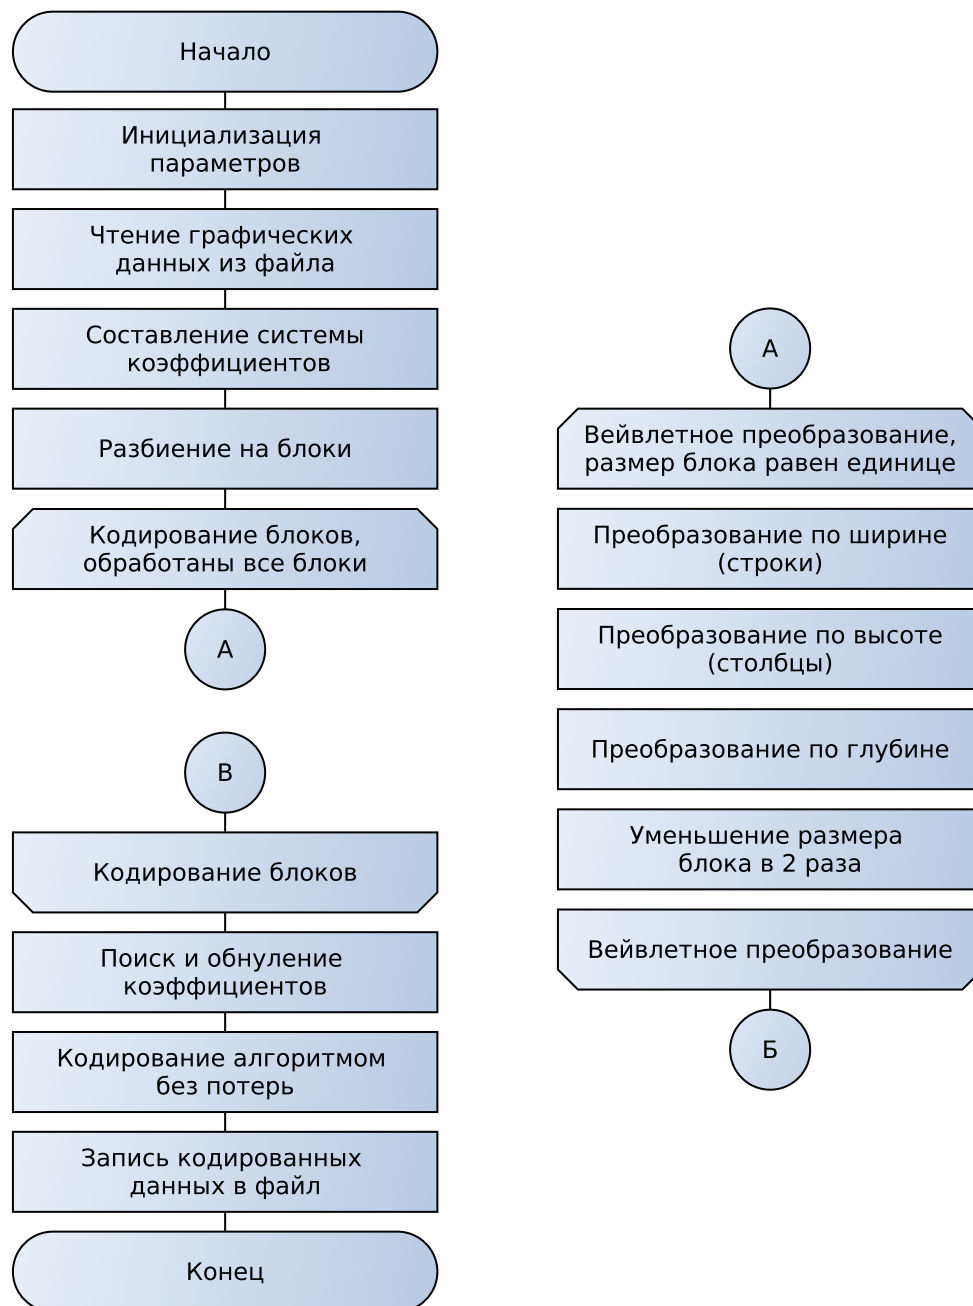 Начало
Инициализация
параметров
Чтение графических
данных из файла
Составление системы
коэффициентов
Разбиение на блоки
Кодирование блоков,
обработаны все блоки
А
В
Кодирование блоков
Поиск и обнуление
коэффициентов
Кодирование алгоритмом
без потерь
Запись кодированных
данных в файл
Конец
А
Вейвлетное преобразование,
размер блока равен единице
Преобразование по ширине
(строки)
Преобразование по высоте
(столбцы)
Преобразование по глубине
Уменьшение размера
блока в 2 раза
Вейвлетное преобразование
Б